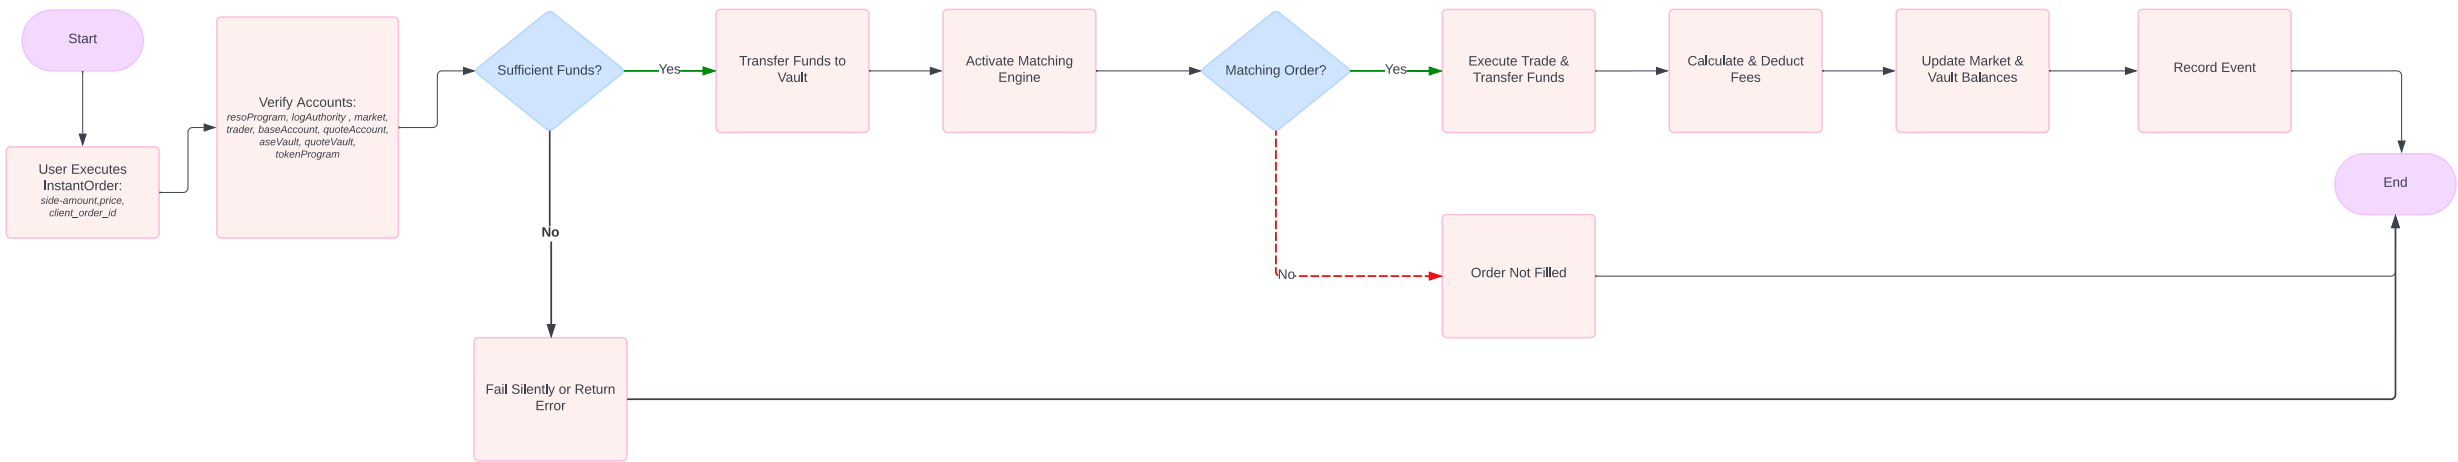 Start
User Executes
InstantOrder:
side-amount,price,
client_order_id
Verify Accounts:
resoProgram, logAuthority , market,
trader, baseAccount, quoteAccount,
aseVault, quoteVault,
tokenProgram
Sufficient Funds?
Yes
No
Transfer Funds to
Vault
Activate Matching
Engine
Matching Order?
Yes
No
Execute Trade &
Transfer Funds
Calculate & Deduct
Fees
Update Market &
Vault Balances
Record Event
End
Order Not Filled
Fail Silently or Return
Error